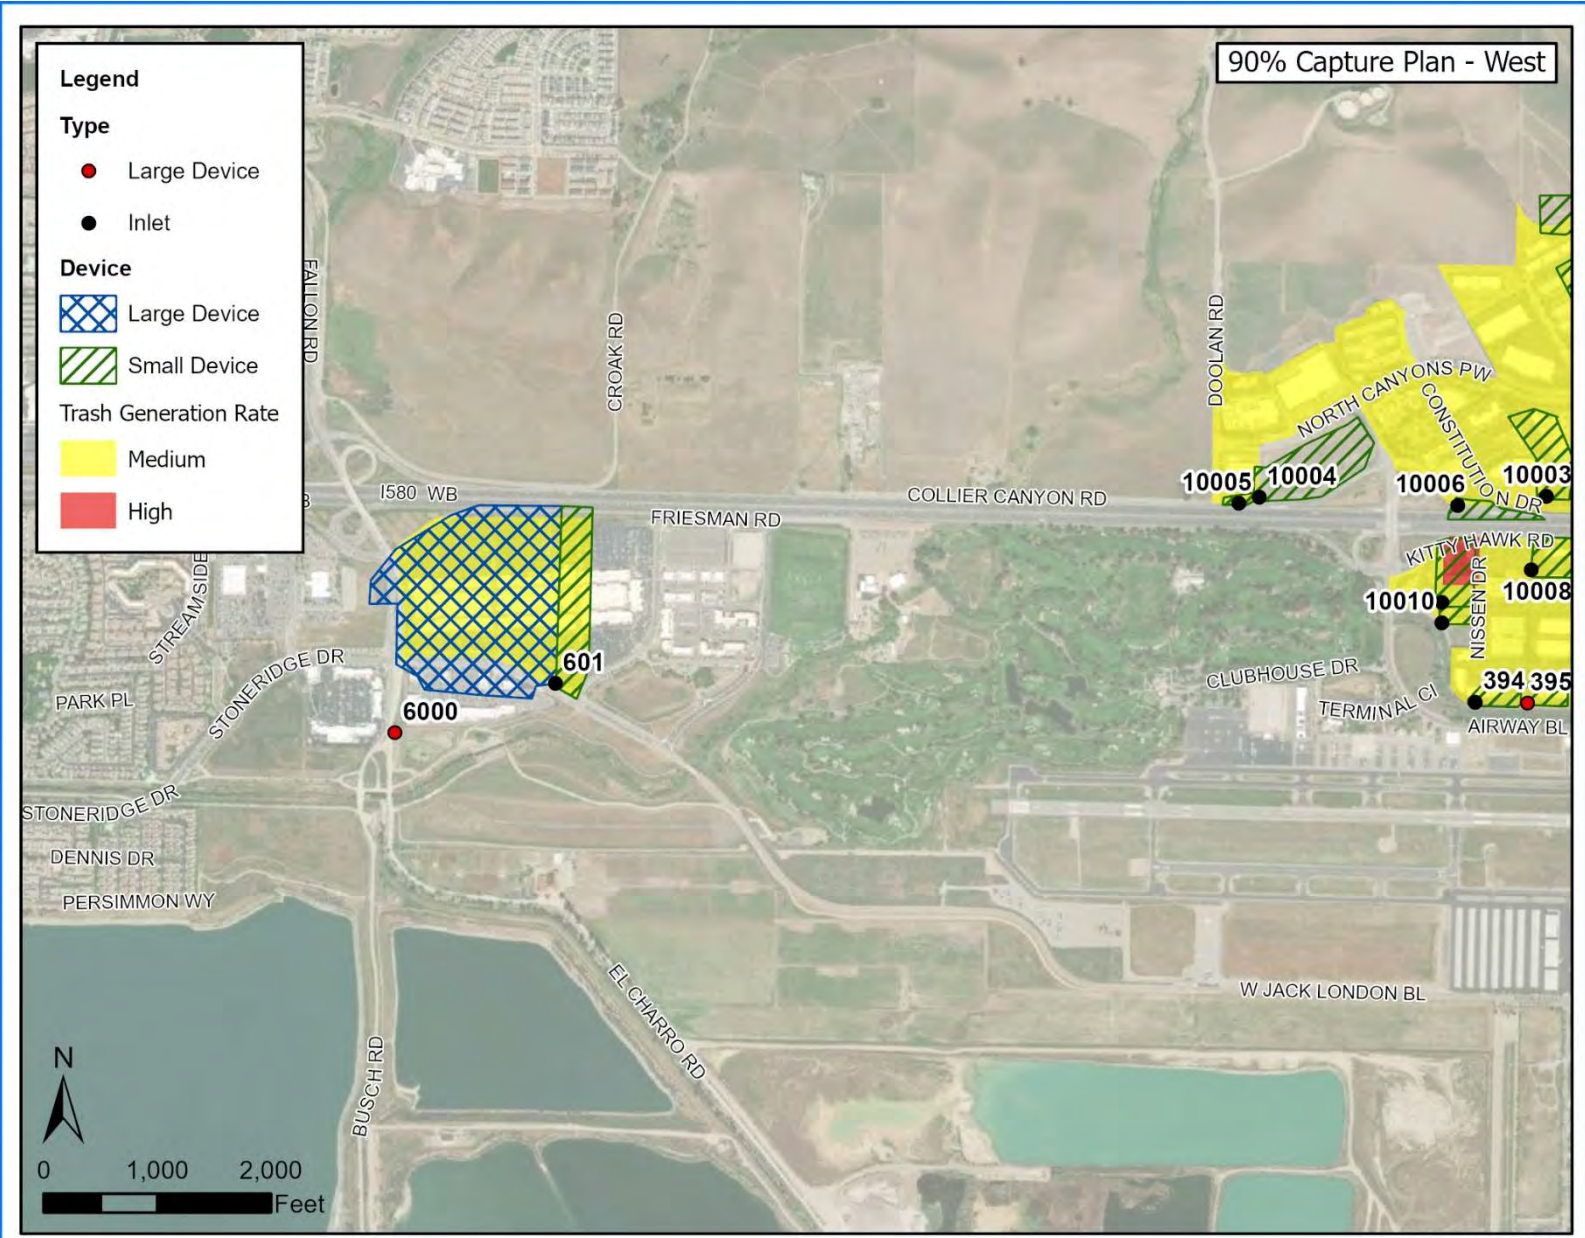 90% Capture Plan - West
Legend
Type
Large Device
Inlet
Device
Large Device
Small Device
Trash Generation Rate
Medium
High
FALLON RD
CROAK RD
DOOLAN RD
NORTH CANYONS PW
CONSTITUTION DR
I580 WB
COLLIER CANYON RD
FRIESMAN RD
10005
10004
10006
10003
KITTY HAWK RD
10008
10010
NISSEN DR
STREAMSIDE
STONERIDGE DR
PARK PL
601
6000
CLUBHOUSE DR
TERMINAL CI
394
395
AIRWAY BL
STONERIDGE DR
DENNIS DR
PERSIMMON WY
EL CHARRO RD
W JACK LONDON BL
BUSCH RD
N
0 1,000 2,000
Feet